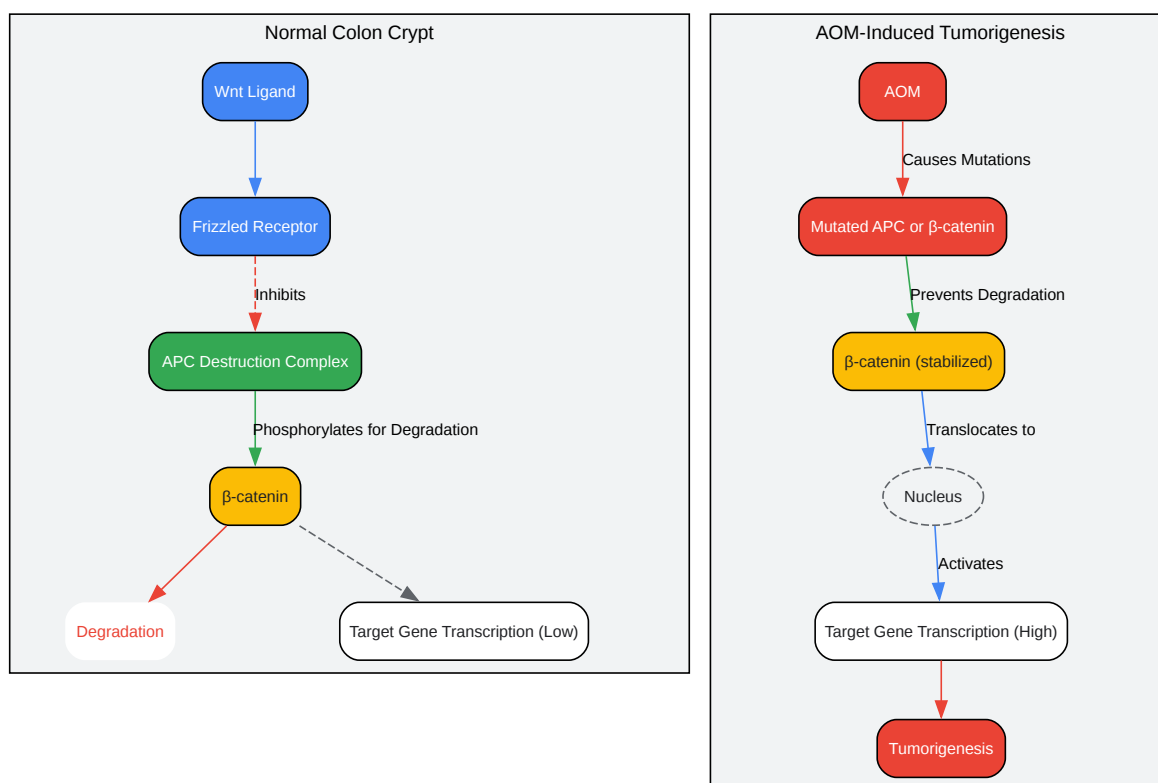 Normal Colon Crypt
Wnt Ligand
Frizzled Receptor
Inhibits
APC Destruction Complex
Phosphorylates for Degradation
β-catenin
Degradation
Target Gene Transcription (Low)
AOM-Induced Tumorigenesis
AOM
Causes Mutations
Mutated APC or β-catenin
Prevents Degradation
β-catenin (stabilized)
Translocates to
Nucleus
Activates
Target Gene Transcription (High)
Tumorigenesis